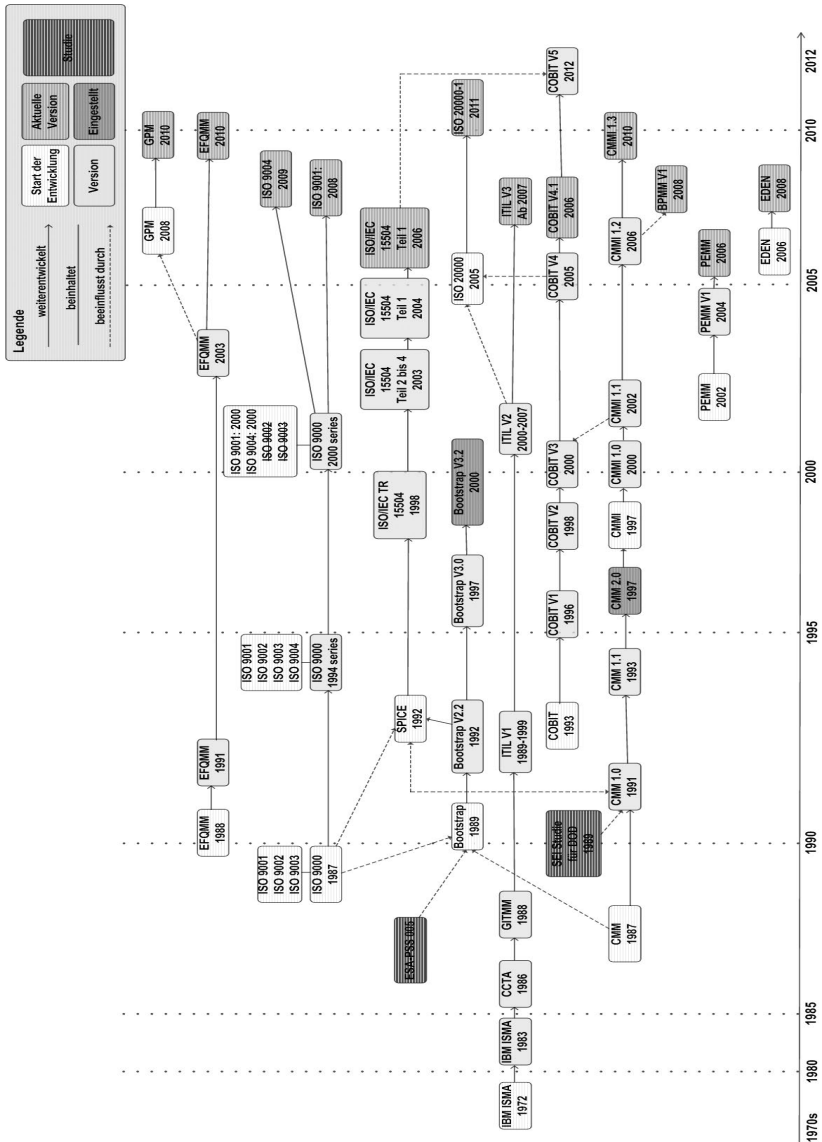 Legende
weiterentwickelt
beinhaltet
beeinflusst durch
Start der
Entwicklung
Aktuelle
Version
Studie
Version
Eingestellt
EFQMM
1988
EFQMM
1991
EFQMM
2003
EFQMM
2010
GPM
2008
GPM
2010
ISO 9001
ISO 9002
ISO 9003
ISO 9000
1987
ISO 9001
ISO 9002
ISO 9003
ISO 9004
ISO 9000
1994 series
ISO 9001: 2000
ISO 9004: 2000
ISO 9002
ISO 9003
ISO 9000
2000 series
ISO 9004
2009
ISO 9001:
2008
SPICE
1992
ISO/IEC TR
15504
1998
ISO/IEC
15504
Teil 2 bis 4
2003
ISO/IEC
15504
Teil 1
2004
ISO/IEC
15504
Teil 1
2006
ESA-PSS 005
Bootstrap
1989
Bootstrap V2.2
1992
Bootstrap V3.0
1997
Bootstrap V3.2
2000
ISO 20000
2005
ISO 20000-1
2011
IBM ISMA
1972
IBM ISMA
1983
CCTA
1986
GITMM
1988
ITIL V1
1989-1999
ITIL V2
2000-2007
ITIL V3
Ab 2007
COBIT
1993
COBIT V1
1996
COBIT V2
1998
COBIT V3
2000
COBIT V4
2005
COBIT V4.1
2006
COBIT V5
2012
CMM
1987
SEI Studie
für DOD
1989
CMM 1.0
1991
CMM 1.1
1993
CMM 2.0
1997
CMMI
1997
CMMI 1.0
2000
CMMI 1.1
2002
CMMI 1.2
2006
CMMI 1.3
2010
BPMM V1
2008
PEMM
2002
PEMM V1
2004
PEMM
2006
EDEN
2006
EDEN
2008
1970s
1980
1985
1990
1995
2000
2005
2010
2012